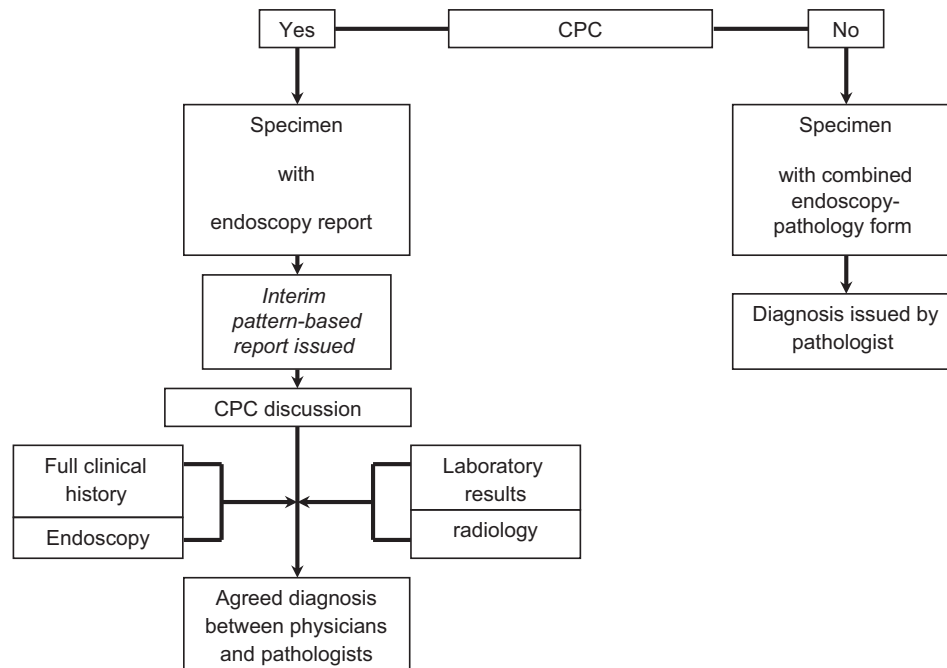 Yes
CPC
No
Specimen
with
endoscopy report
Specimen
with combined
endoscopy-
pathology form
Interim
pattern-based
report issued
Diagnosis issued by
pathologist
CPC discussion
Full clinical
history
Endoscopy
Laboratory
results
radiology
Agreed diagnosis
between physicians
and pathologists